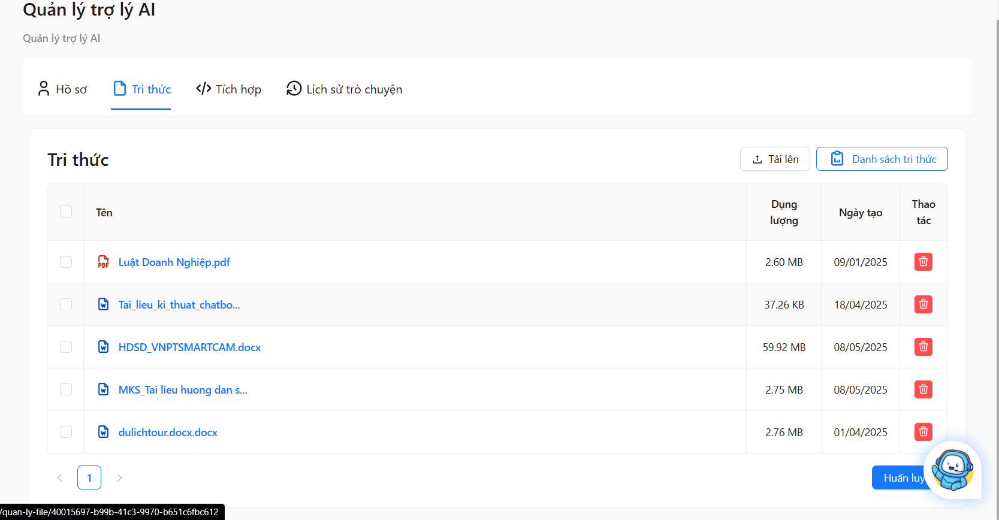 Quản lý trợ lý AI
Quản lý trợ lý AI
Hồ sơ
Tri thức
Tích hợp
Lịch sử trò chuyện
Tri thức
Tải lên
Danh sách tri thức
Tên
Dụng lượng
Ngày tạo
Thao tác
PDF Luật Doanh Nghiệp.pdf 2.60 MB 09/01/2025
W Tai_lieu_ki_thuat_chatbo... 37.26 KB 18/04/2025
W HDSD_VNPTSMARTCAM.docx 59.92 MB 08/05/2025
W MKS_Tai lieu huong dan s... 2.75 MB 08/05/2025
W dulichtour.docx.docx 2.76 MB 01/04/2025
< 1 >
Huấn luy
/quan-ly-file/40015697-b99b-41c3-9970-b651c6fbc612